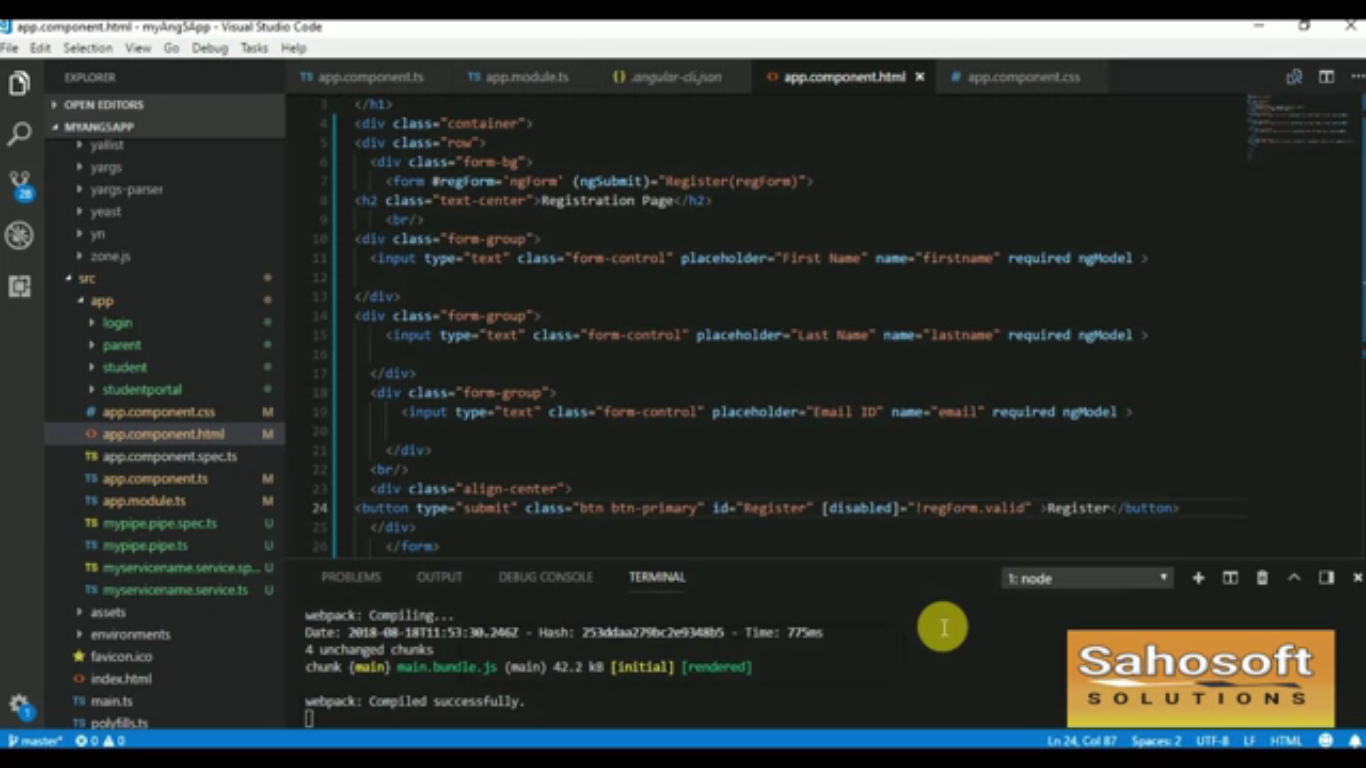 app.component.html - myAng5App - Visual Studio Code
File Edit Selection View Go Debug Tasks Help
EXPLORER
OPEN EDITORS
MYANG5APP
yallist
yargs
yargs-parser
yeast
yn
zone.js
src
app
login
parent
student
studentportal
app.component.css M
app.component.html M
app.component.spec.ts
app.component.ts M
app.module.ts M
mypipe.pipe.spec.ts U
mypipe.pipe.ts U
myservicename.service.sp... U
myservicename.service.ts U
assets
environments
favicon.ico
index.html
main.ts
polyfills.ts
28
1
TS app.component.ts TS app.module.ts {} .angular-cli.json <> app.component.html × # app.component.css
3 </h1>
4 <div class="container">
5 <div class="row">
6 <div class="form-bg">
7 <form #regForm='ngForm' (ngSubmit)="Register(regForm)">
8 <h2 class="text-center">Registration Page</h2>
9 <br/>
10 <div class="form-group">
11 <input type="text" class="form-control" placeholder="First Name" name="firstname" required ngModel >
12
13 </div>
14 <div class="form-group">
15 <input type="text" class="form-control" placeholder="Last Name" name="lastname" required ngModel >
16
17 </div>
18 <div class="form-group">
19 <input type="text" class="form-control" placeholder="Email ID" name="email" required ngModel >
20
21 </div>
22 <br/>
23 <div class="align-center">
24 <button type="submit" class="btn btn-primary" id="Register" [disabled]="!regForm.valid" >Register</button>
25 </div>
26 </form>
PROBLEMS OUTPUT DEBUG CONSOLE TERMINAL 1: node
webpack: Compiling...
Date: 2018-08-18T11:53:30.246Z - Hash: 253ddaa279bc2e9348b5 - Time: 775ms
4 unchanged chunks
chunk {main} main.bundle.js (main) 42.2 kB [initial] [rendered]
webpack: Compiled successfully.
Sahosoft
SOLUTIONS
master* 0 0 Ln 24, Col 87 Spaces: 2 UTF-8 LF HTML